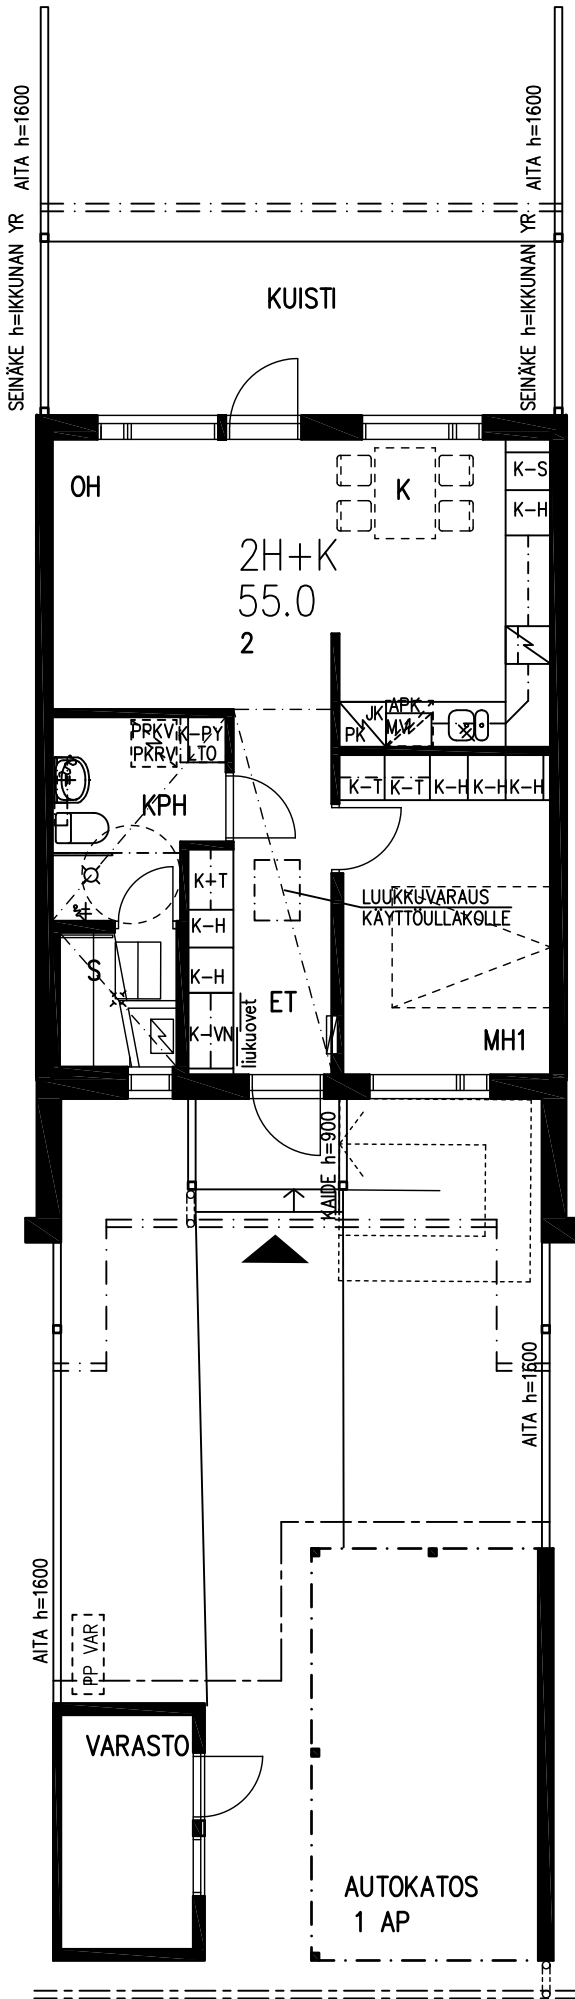 AITA h=1600
AITA h=1600
SEINÄKE h=IKKUNAN YR
SEINÄKE h=IKKUNAN YR
KUISTI
OH
K
K-S
K-H
2H+K
55.0
2
JK
APK
PK
MV
PPKV
PKRV
K-PY
LTO
KPH
K-T
K-T
K-H
K-H
K-H
K-T
K-H
K-H
K-VN
liukuovet
LUUKKUVARAUS
KÄYTTÖULLAKOLLE
S
ET
MH1
KAIDE h=900
AITA h=1600
AITA h=1600
PP VAR
VARASTO
AUTOKATOS
1 AP